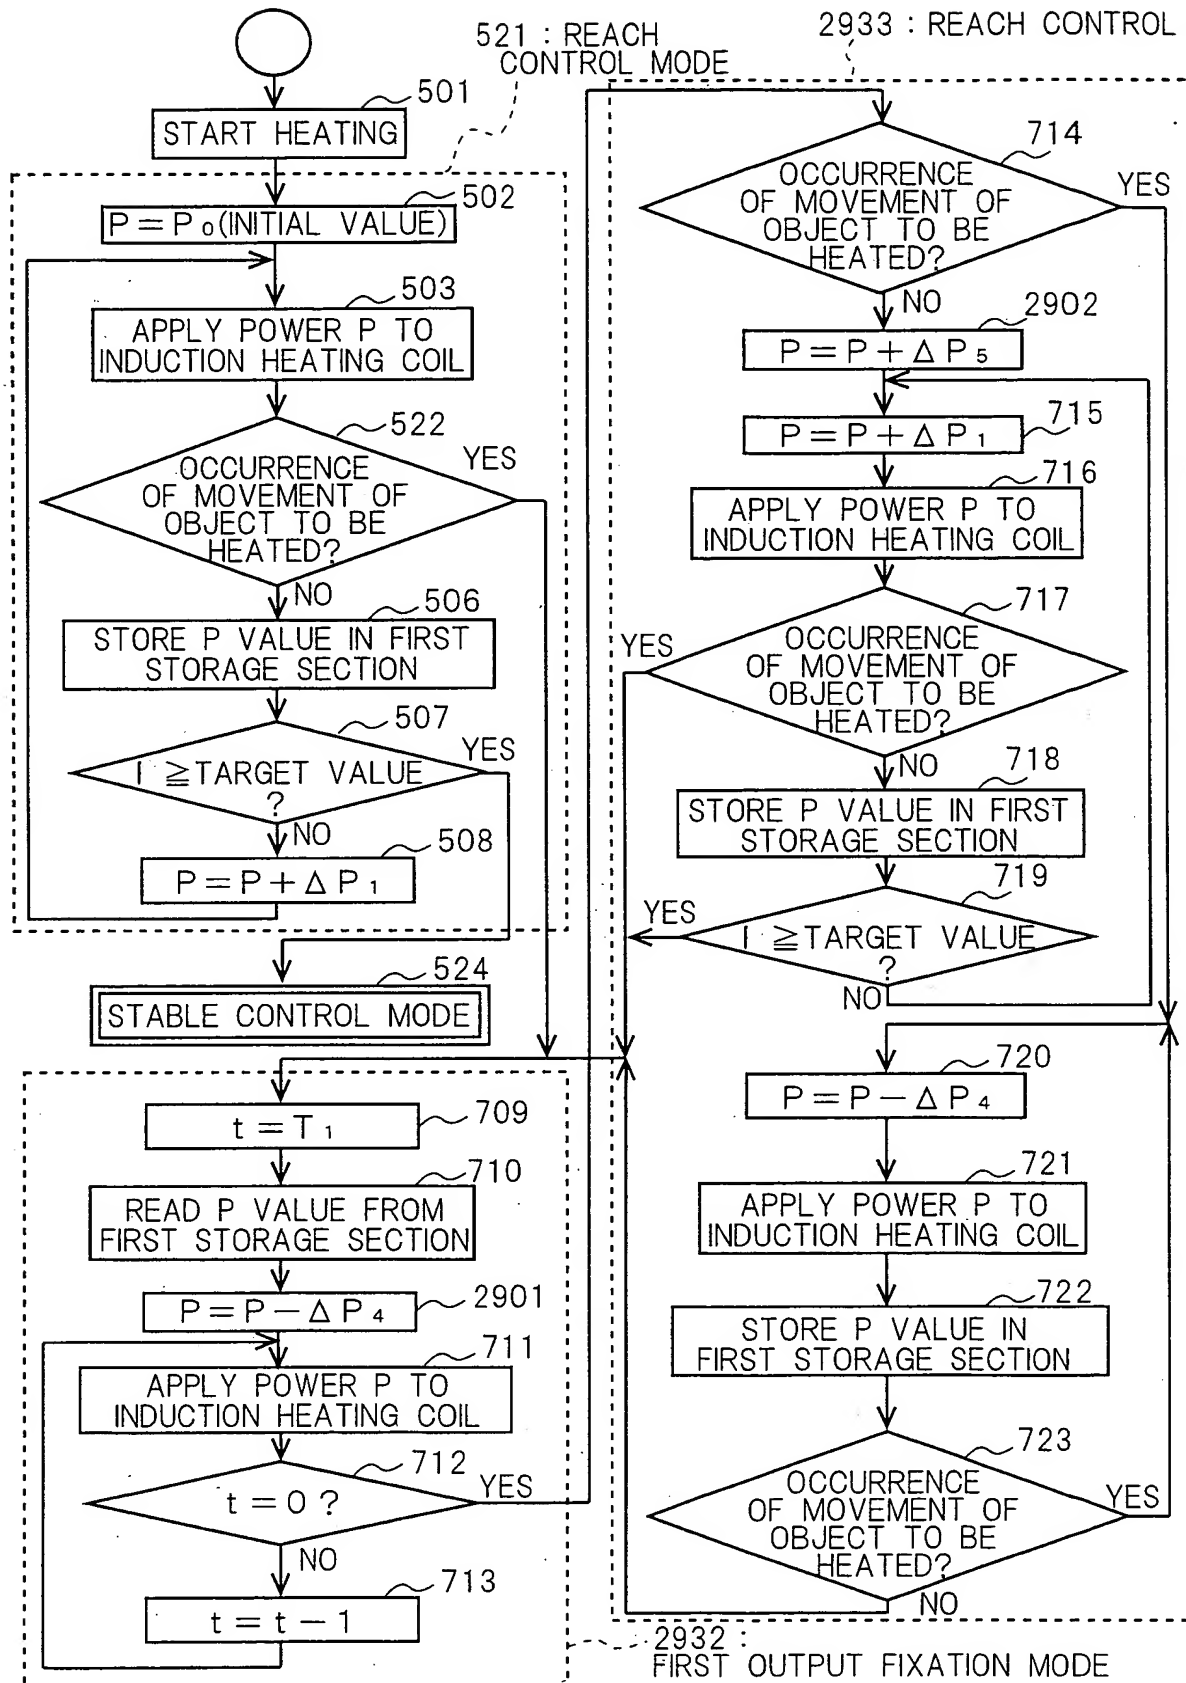 521 : REACH
CONTROL MODE
2933 : REACH CONTROL
501
START HEATING
502
P = P₀(INITIAL VALUE)
503
APPLY POWER P TO
INDUCTION HEATING COIL
522
YES
OCCURRENCE
OF MOVEMENT OF
OBJECT TO BE
HEATED?
NO
506
STORE P VALUE IN FIRST
STORAGE SECTION
507
YES
I ≧ TARGET VALUE
?
NO
508
P = P + Δ P₁
524
STABLE CONTROL MODE
709
t = T₁
710
READ P VALUE FROM
FIRST STORAGE SECTION
2901
P = P − Δ P₄
711
APPLY POWER P TO
INDUCTION HEATING COIL
712
YES
t = 0 ?
NO
713
t = t − 1
2932 :
FIRST OUTPUT FIXATION MODE
714
YES
OCCURRENCE
OF MOVEMENT OF
OBJECT TO BE
HEATED?
NO
2902
P = P + Δ P₅
715
P = P + Δ P₁
716
APPLY POWER P TO
INDUCTION HEATING COIL
717
YES
OCCURRENCE
OF MOVEMENT OF
OBJECT TO BE
HEATED?
NO
718
STORE P VALUE IN FIRST
STORAGE SECTION
719
YES
I ≧ TARGET VALUE
?
NO
720
P = P − Δ P₄
721
APPLY POWER P TO
INDUCTION HEATING COIL
722
STORE P VALUE IN
FIRST STORAGE SECTION
723
YES
OCCURRENCE
OF MOVEMENT OF
OBJECT TO BE
HEATED?
NO